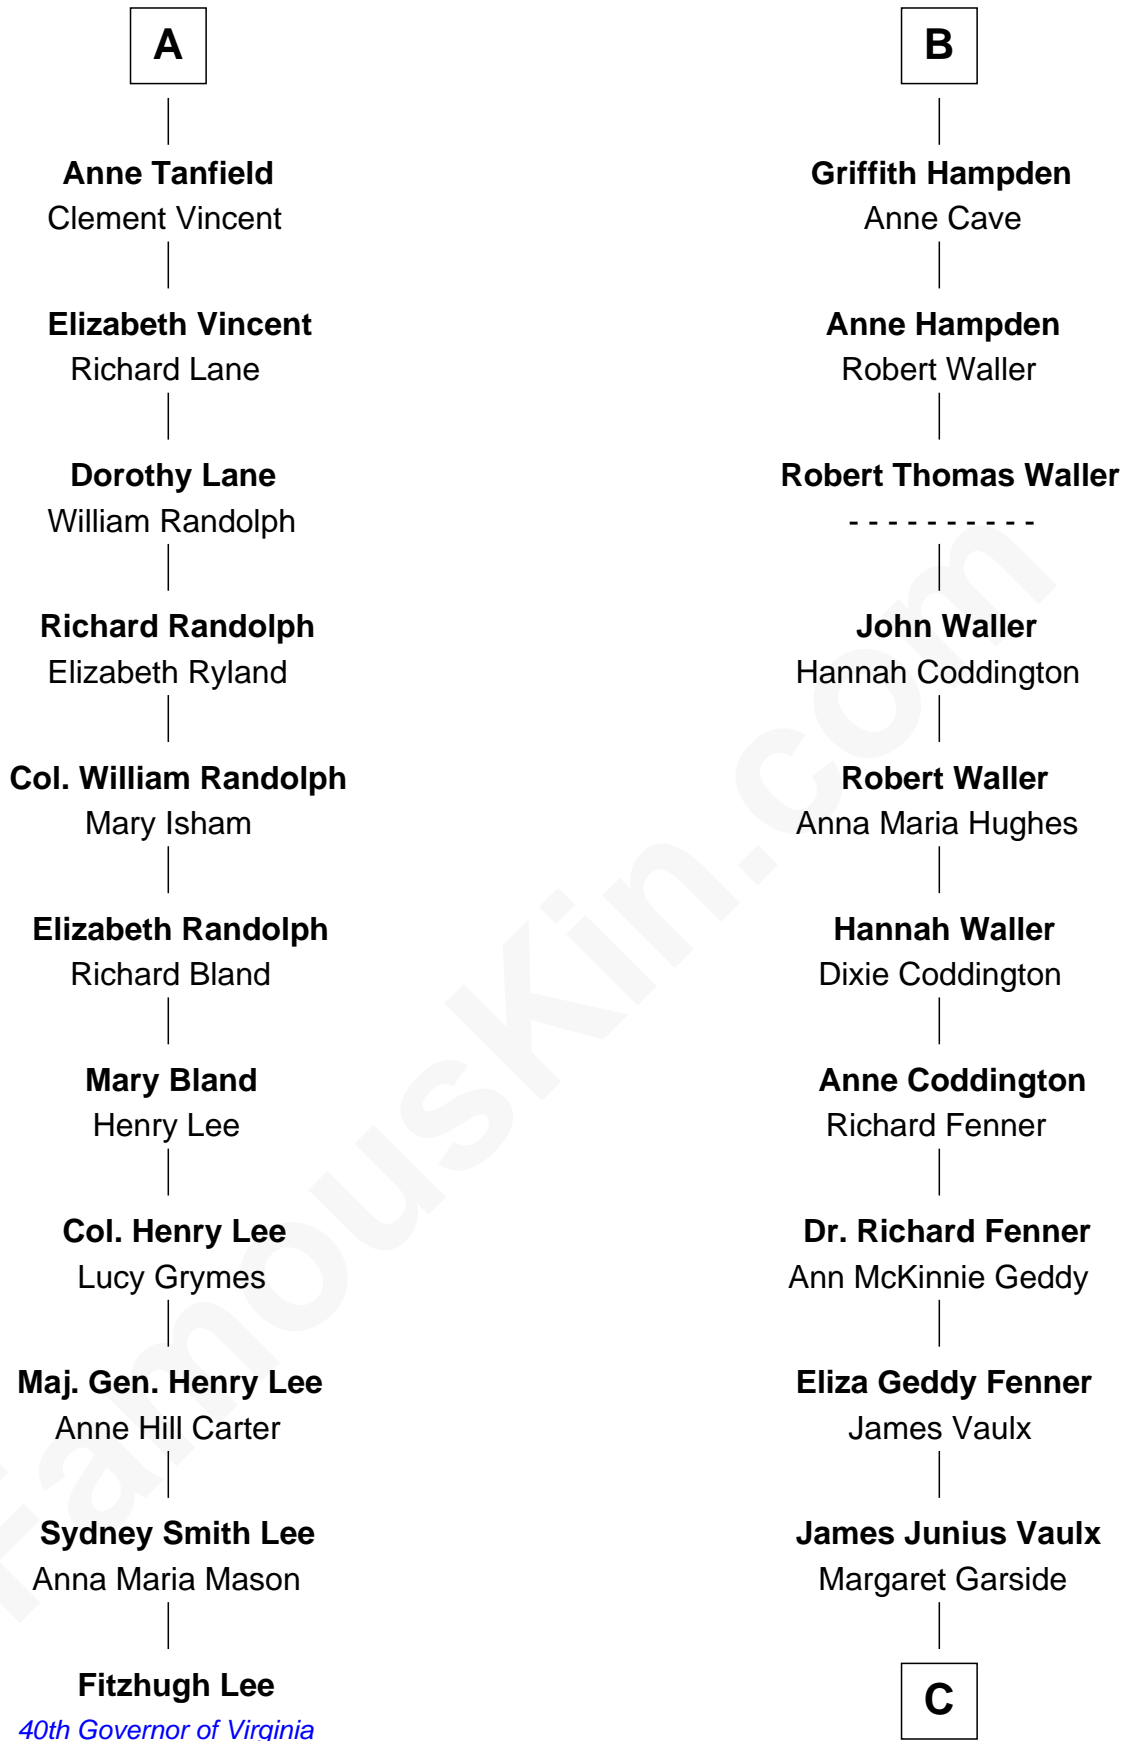 A
Anne Tanfield
Clement Vincent
Elizabeth Vincent
Richard Lane
Dorothy Lane
William Randolph
Richard Randolph
Elizabeth Ryland
Col. William Randolph
Mary Isham
Elizabeth Randolph
Richard Bland
Mary Bland
Henry Lee
Col. Henry Lee
Lucy Grymes
Maj. Gen. Henry Lee
Anne Hill Carter
Sydney Smith Lee
Anna Maria Mason
Fitzhugh Lee
40th Governor of Virginia
B
Griffith Hampden
Anne Cave
Anne Hampden
Robert Waller
Robert Thomas Waller
- - - - - - - - - -
John Waller
Hannah Coddington
Robert Waller
Anna Maria Hughes
Hannah Waller
Dixie Coddington
Anne Coddington
Richard Fenner
Dr. Richard Fenner
Ann McKinnie Geddy
Eliza Geddy Fenner
James Vaulx
James Junius Vaulx
Margaret Garside
C
FamousKin.com